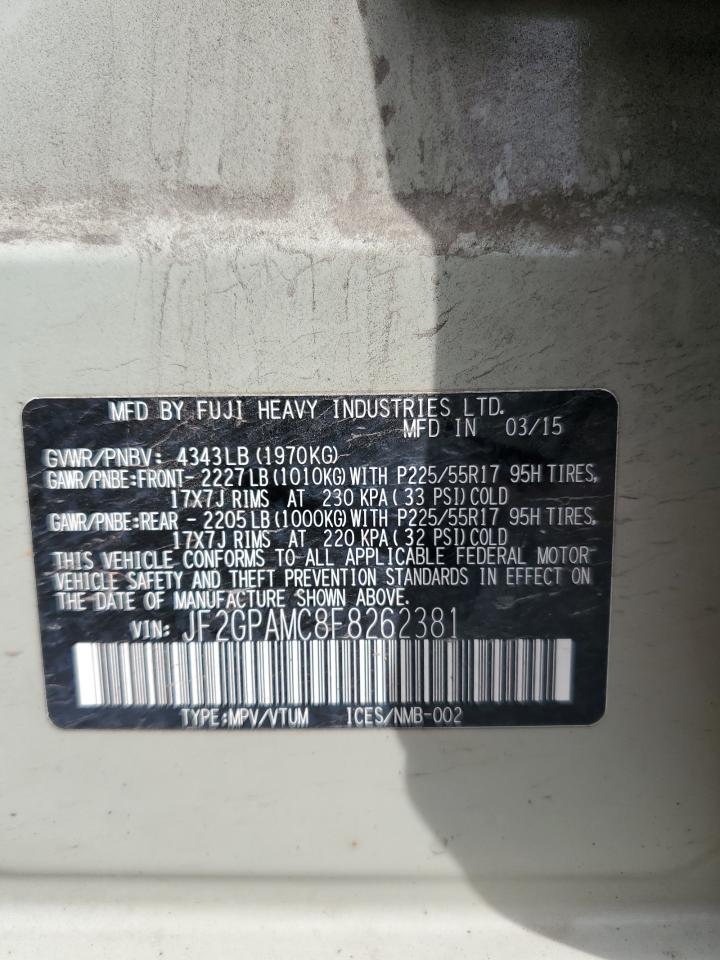 MFD BY FUJI HEAVY INDUSTRIES LTD.
MFD IN 03/15
GVWR/PNBV: 4343LB (1970KG)
GAWR/PNBE:FRONT- 2227LB (1010KG) WITH P225/55R17 95H TIRES,
17X7J RIMS AT 230 KPA ( 33 PSI) COLD
GAWR/PNBE:REAR - 2205LB (1000KG) WITH P225/55R17 95H TIRES,
17X7J RIMS AT 220 KPA ( 32 PSI) COLD
THIS VEHICLE CONFORMS TO ALL APPLICABLE FEDERAL MOTOR
VEHICLE SAFETY AND THEFT PREVENTION STANDARDS IN EFFECT ON
THE DATE OF MANUFACTURE SHOWN ABOVE.
VIN: JF2GPAMC8F8262381
TYPE:MPV/VTUM ICES/NMB-002